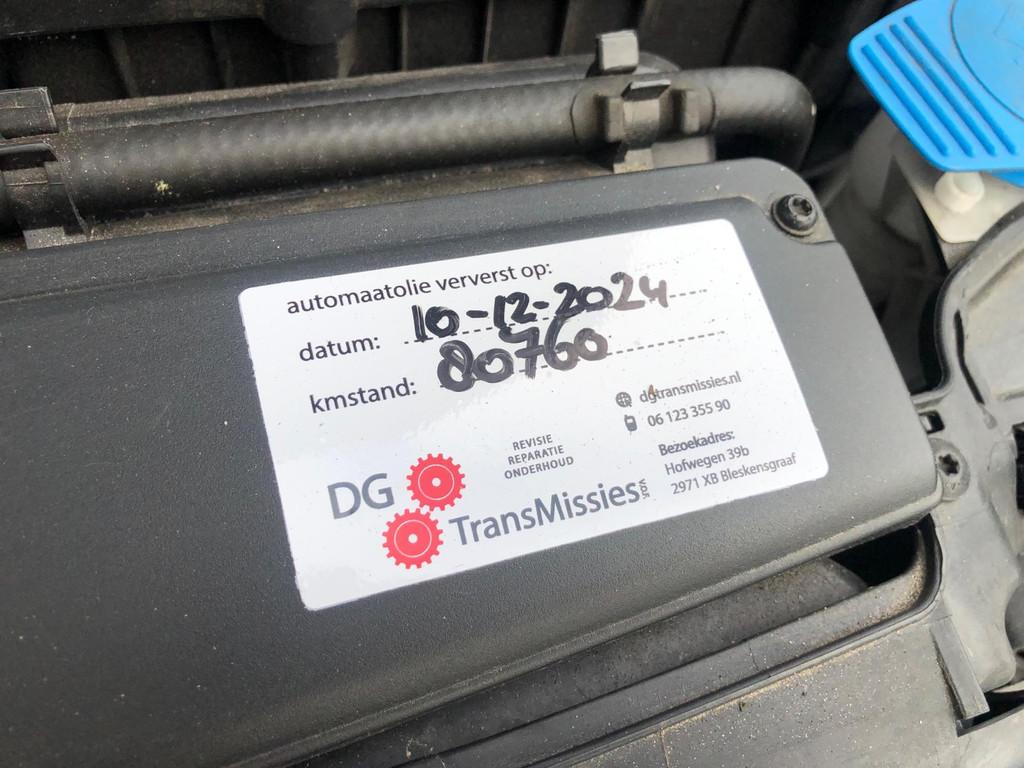 automaatolie ververst op:
datum: 10-12-2024
kmstand: 80760
dgtransmissies.nl
06 123 355 90
REVISIE
REPARATIE
ONDERHOUD
Bezoekadres:
Hofwegen 39b
2971 XB Bleskensgraaf
DG
TransMissies